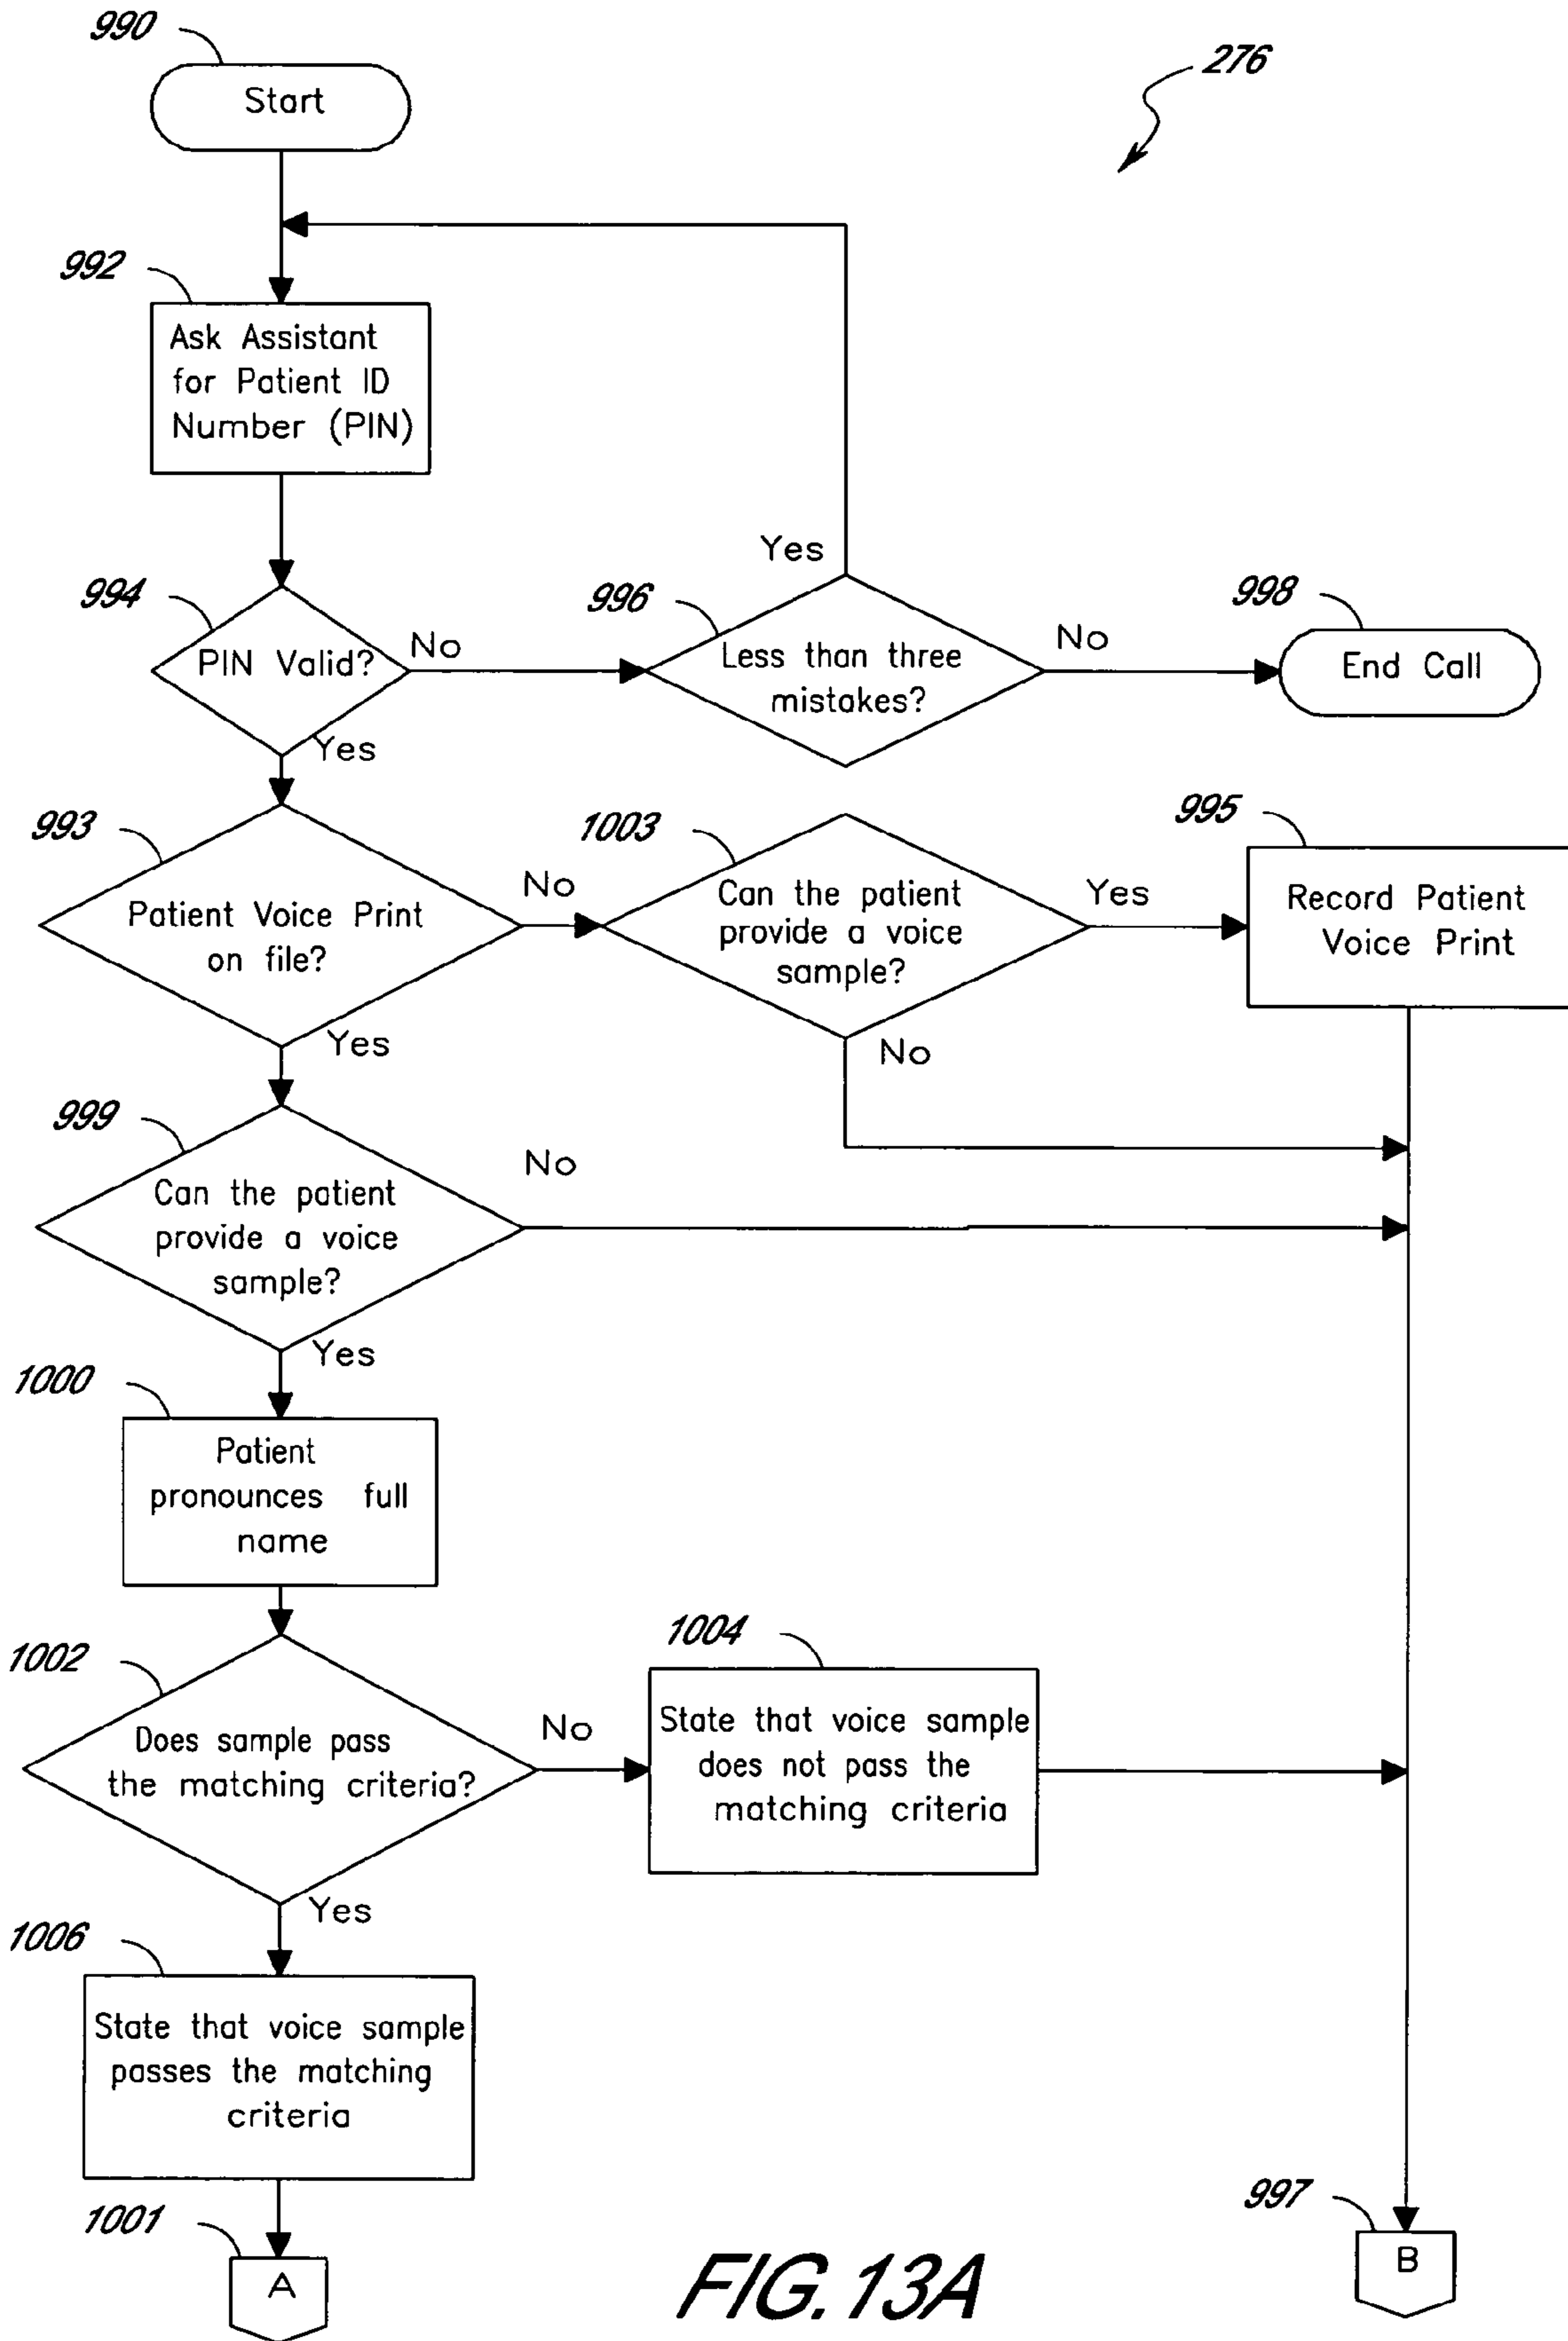 990
Start
276
992
Ask Assistant
for Patient ID
Number (PIN)
Yes
994
PIN Valid?
No
996
Less than three
mistakes?
No
998
End Call
Yes
993
Patient Voice Print
on file?
No
1003
Can the patient
provide a voice
sample?
Yes
995
Record Patient
Voice Print
Yes
No
999
Can the patient
provide a voice
sample?
No
Yes
1000
Patient
pronounces full
name
1002
Does sample pass
the matching criteria?
No
1004
State that voice sample
does not pass the
matching criteria
Yes
1006
State that voice sample
passes the matching
criteria
1001
A
997
B
FIG. 13A